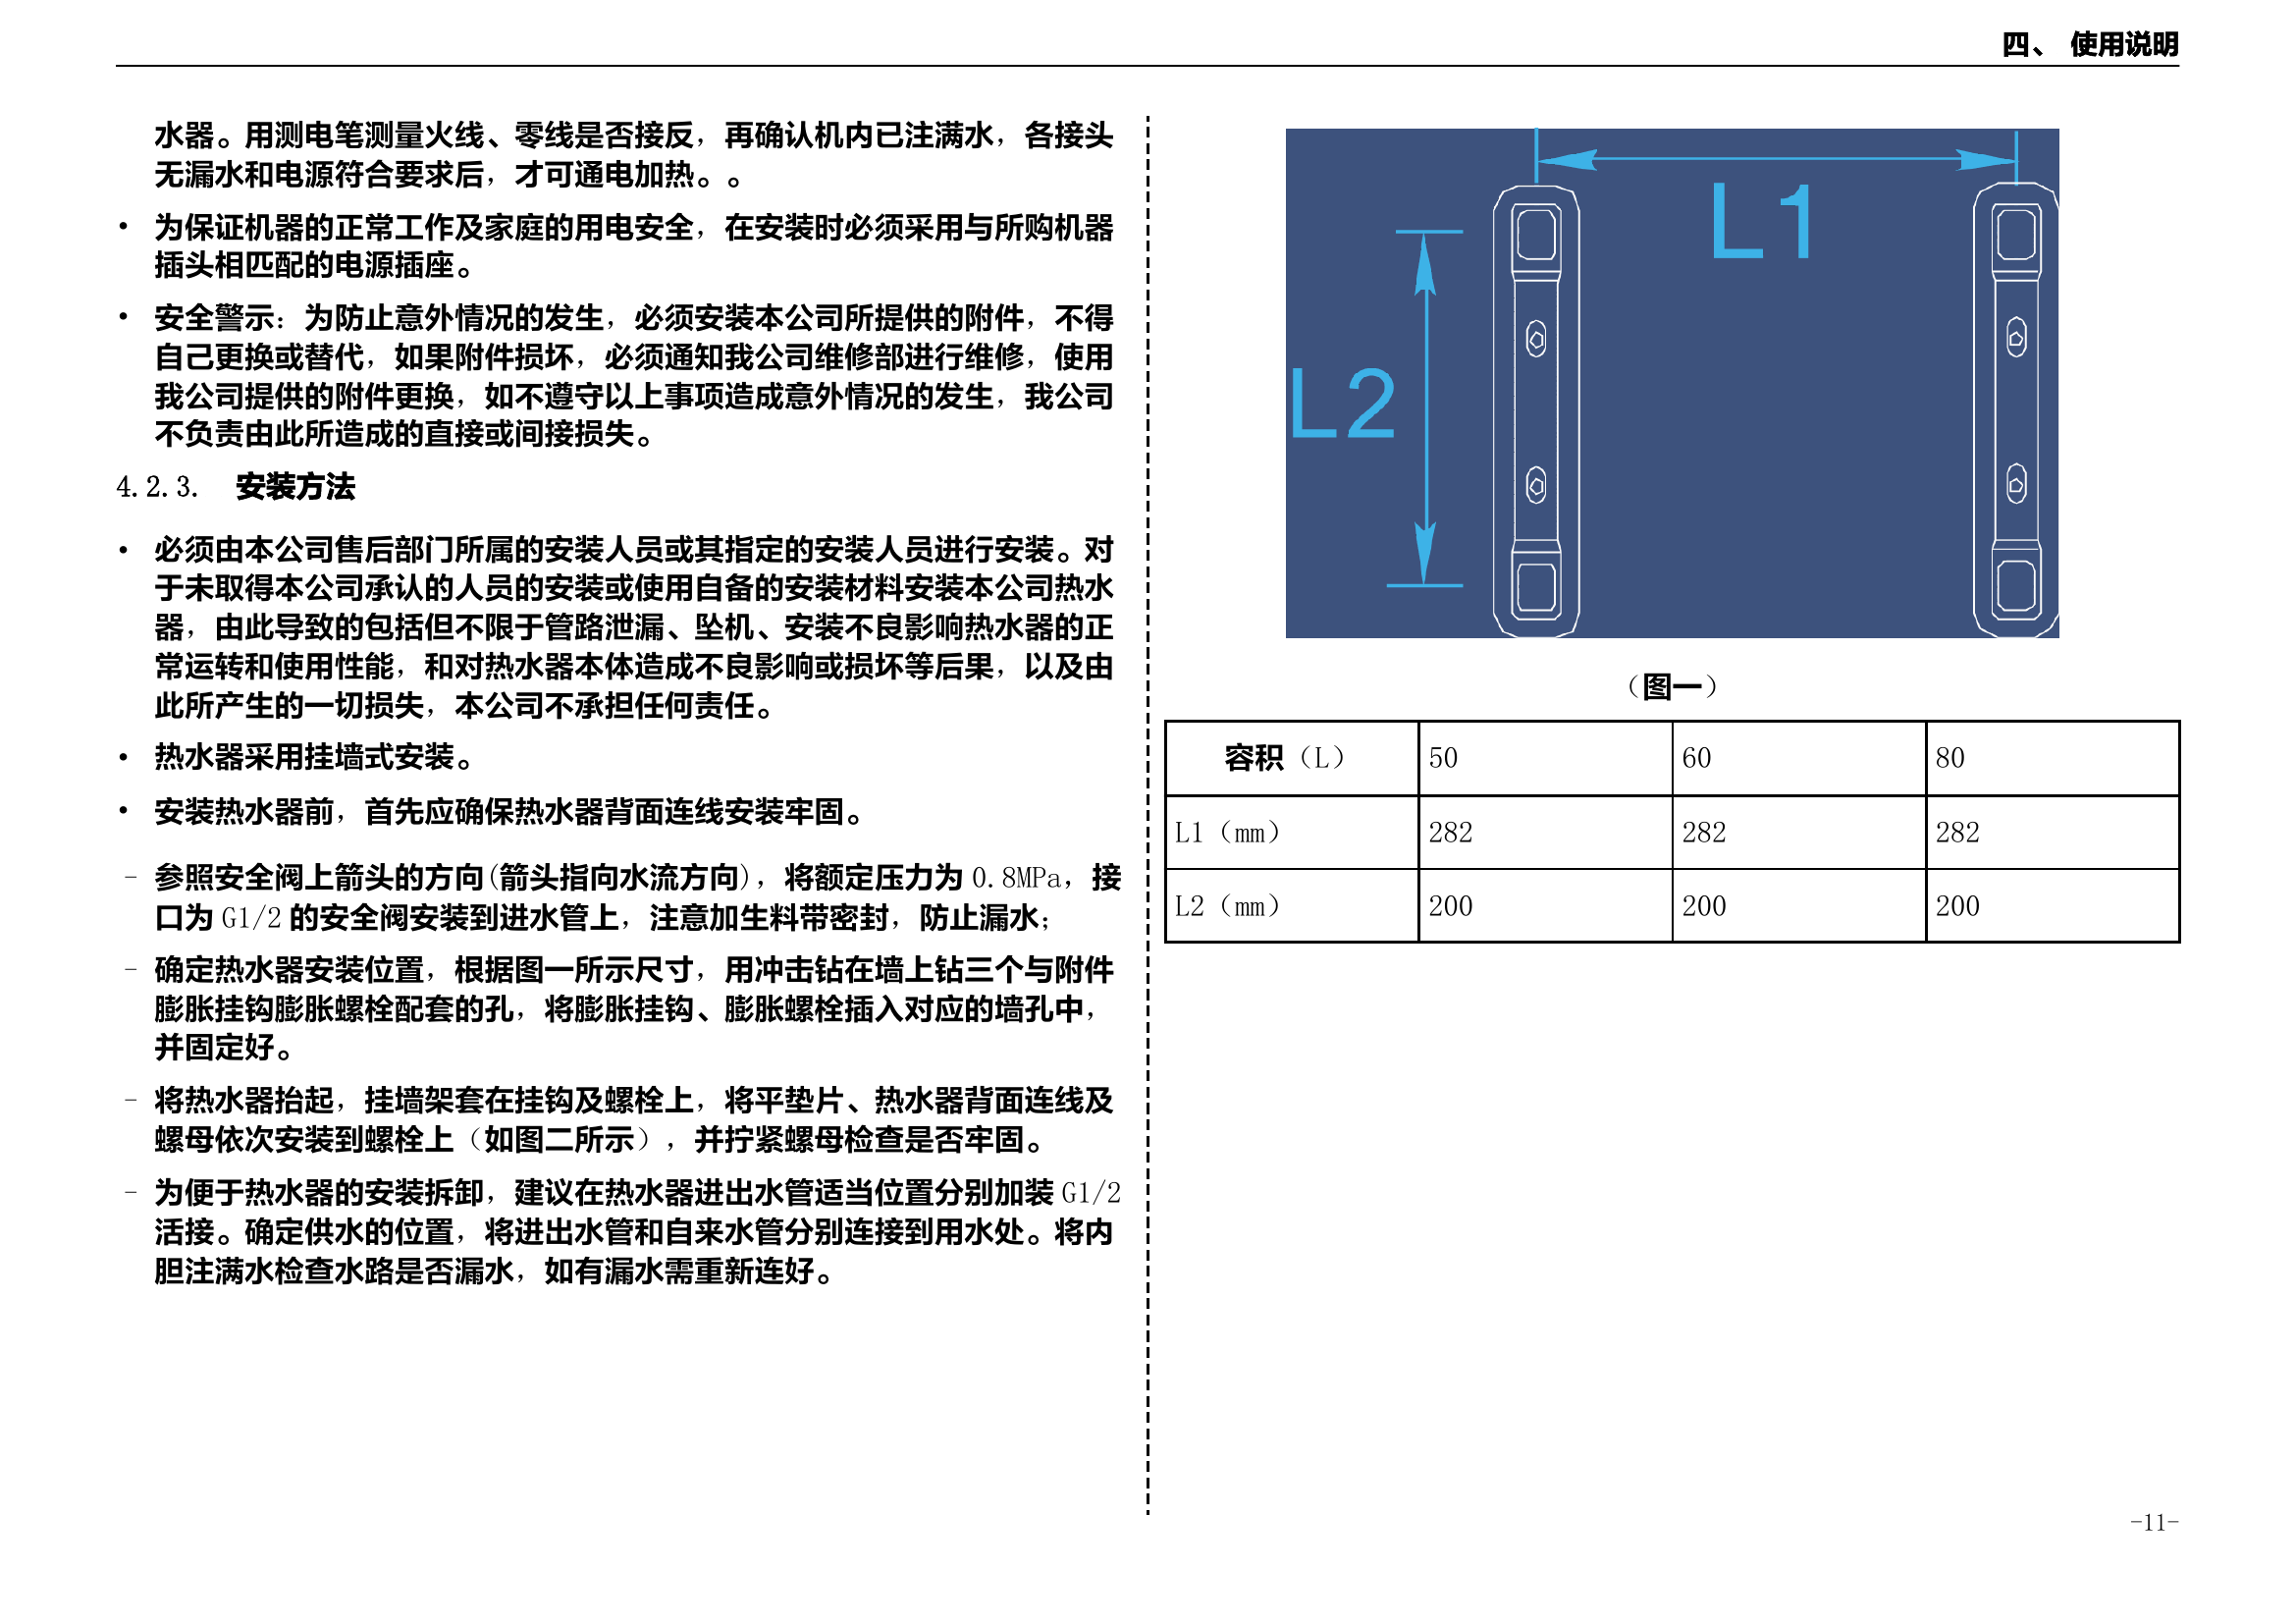 四、 使用说明
水器。用测电笔测量火线、零线是否接反，再确认机内已注满水，各接头
无漏水和电源符合要求后，才可通电加热。。
• 为保证机器的正常工作及家庭的用电安全，在安装时必须采用与所购机器
插头相匹配的电源插座。
• 安全警示：为防止意外情况的发生，必须安装本公司所提供的附件，不得
自己更换或替代，如果附件损坏，必须通知我公司维修部进行维修，使用
我公司提供的附件更换，如不遵守以上事项造成意外情况的发生，我公司
不负责由此所造成的直接或间接损失。
4.2.3. 安装方法
• 必须由本公司售后部门所属的安装人员或其指定的安装人员进行安装。对
于未取得本公司承认的人员的安装或使用自备的安装材料安装本公司热水
器，由此导致的包括但不限于管路泄漏、坠机、安装不良影响热水器的正
常运转和使用性能，和对热水器本体造成不良影响或损坏等后果，以及由
此所产生的一切损失，本公司不承担任何责任。
• 热水器采用挂墙式安装。
• 安装热水器前，首先应确保热水器背面连线安装牢固。
- 参照安全阀上箭头的方向(箭头指向水流方向)，将额定压力为 0.8MPa，接
口为 G1/2 的安全阀安装到进水管上，注意加生料带密封，防止漏水；
- 确定热水器安装位置，根据图一所示尺寸，用冲击钻在墙上钻三个与附件
膨胀挂钩膨胀螺栓配套的孔，将膨胀挂钩、膨胀螺栓插入对应的墙孔中，
并固定好。
- 将热水器抬起，挂墙架套在挂钩及螺栓上，将平垫片、热水器背面连线及
螺母依次安装到螺栓上（如图二所示），并拧紧螺母检查是否牢固。
- 为便于热水器的安装拆卸，建议在热水器进出水管适当位置分别加装 G1/2
活接。确定供水的位置，将进出水管和自来水管分别连接到用水处。将内
胆注满水检查水路是否漏水，如有漏水需重新连好。
L1
L2
（图一）
容积（L） 50 60 80
L1（mm） 282 282 282
L2（mm） 200 200 200
-11-